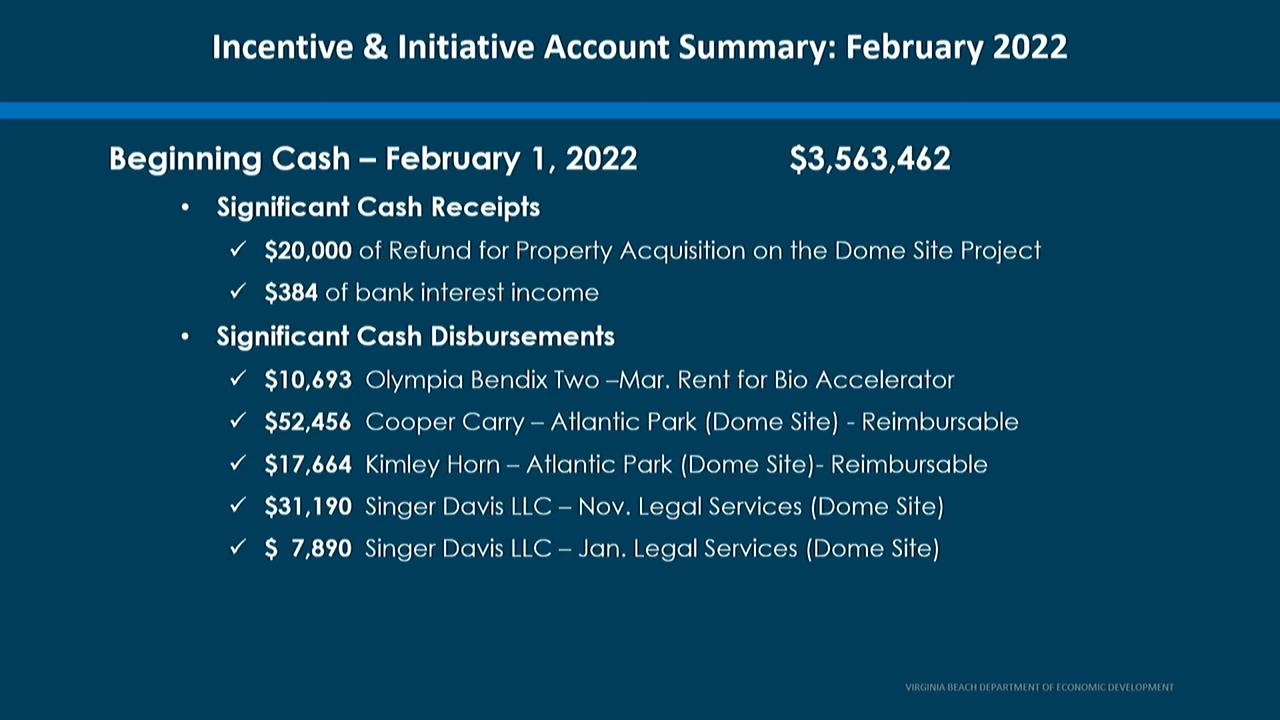 Incentive & Initiative Account Summary: February 2022
Beginning Cash – February 1, 2022 $3,563,462
• Significant Cash Receipts
✓ $20,000 of Refund for Property Acquisition on the Dome Site Project
✓ $384 of bank interest income
• Significant Cash Disbursements
✓ $10,693 Olympia Bendix Two –Mar. Rent for Bio Accelerator
✓ $52,456 Cooper Carry – Atlantic Park (Dome Site) - Reimbursable
✓ $17,664 Kimley Horn – Atlantic Park (Dome Site)- Reimbursable
✓ $31,190 Singer Davis LLC – Nov. Legal Services (Dome Site)
✓ $ 7,890 Singer Davis LLC – Jan. Legal Services (Dome Site)
VIRGINIA BEACH DEPARTMENT OF ECONOMIC DEVELOPMENT